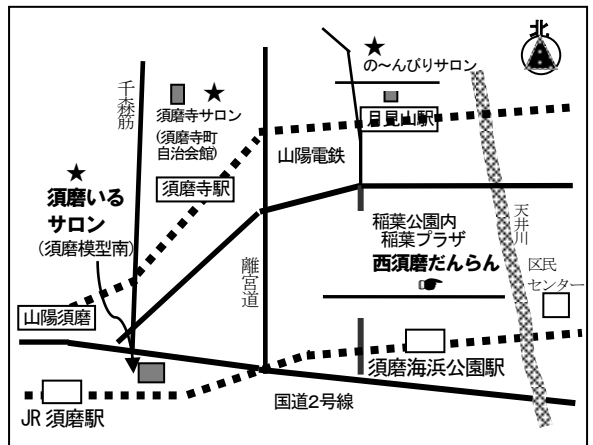 北
の～んびりサロン
千森筋
須磨寺サロン
(須磨寺町
自治会館)
月見山駅
山陽電鉄
須磨寺駅
須磨いる
サロン
(須磨模型南)
稲葉公園内
稲葉プラザ
西須磨だんらん
天井川
区民
センター
離宮道
山陽須磨
須磨海浜公園駅
国道2号線
JR 須磨駅